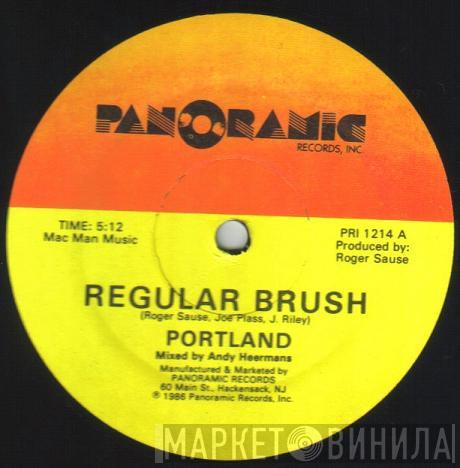 PANORAMIC
RECORDS, INC.
TIME: 5:12
Mac Man Music
PRI 1214 A
Produced by:
Roger Sause
REGULAR BRUSH
(Roger Sause, Joe Plass, J. Riley)
PORTLAND
Mixed by Andy Heermans
Manufactured & Marketed by
PANORAMIC RECORDS
60 Main St., Hackensack, NJ
℗ 1986 Panoramic Records, Inc.
МАРКЕТ ВИНИЛА